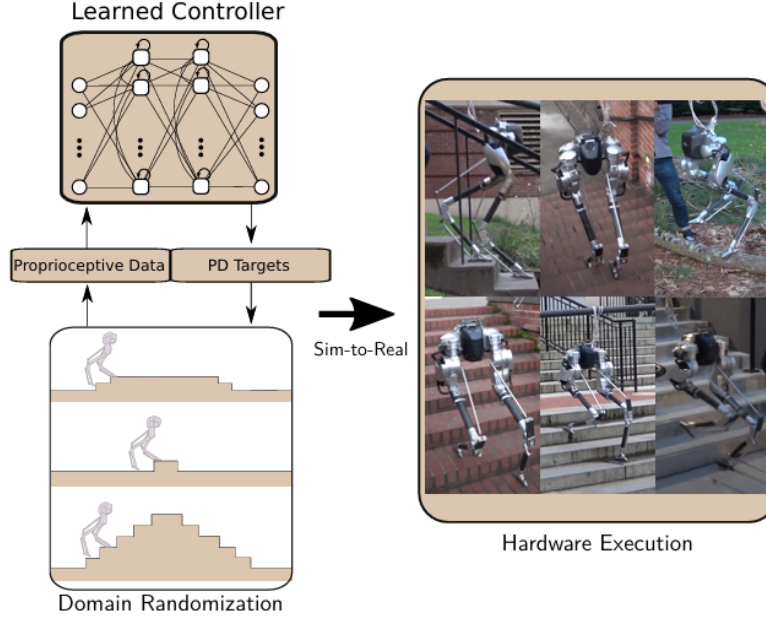 Learned Controller
Proprioceptive Data
PD Targets
Sim-to-Real
Domain Randomization
Hardware Execution